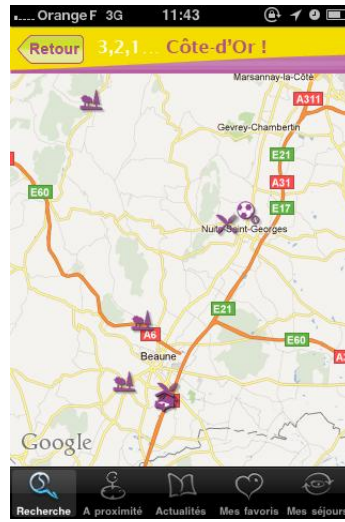 Orange F 3G 11:43
Retour 3,2,1... Côte-d'Or !
Marsannay-la-Côte
A311
Gevrey-Chambertin
E21
A31
E60
E17
Nuits-Saint-Georges
E21
A6
E60
Beaune
Google
Recherche A proximité Actualités Mes favoris Mes séjours